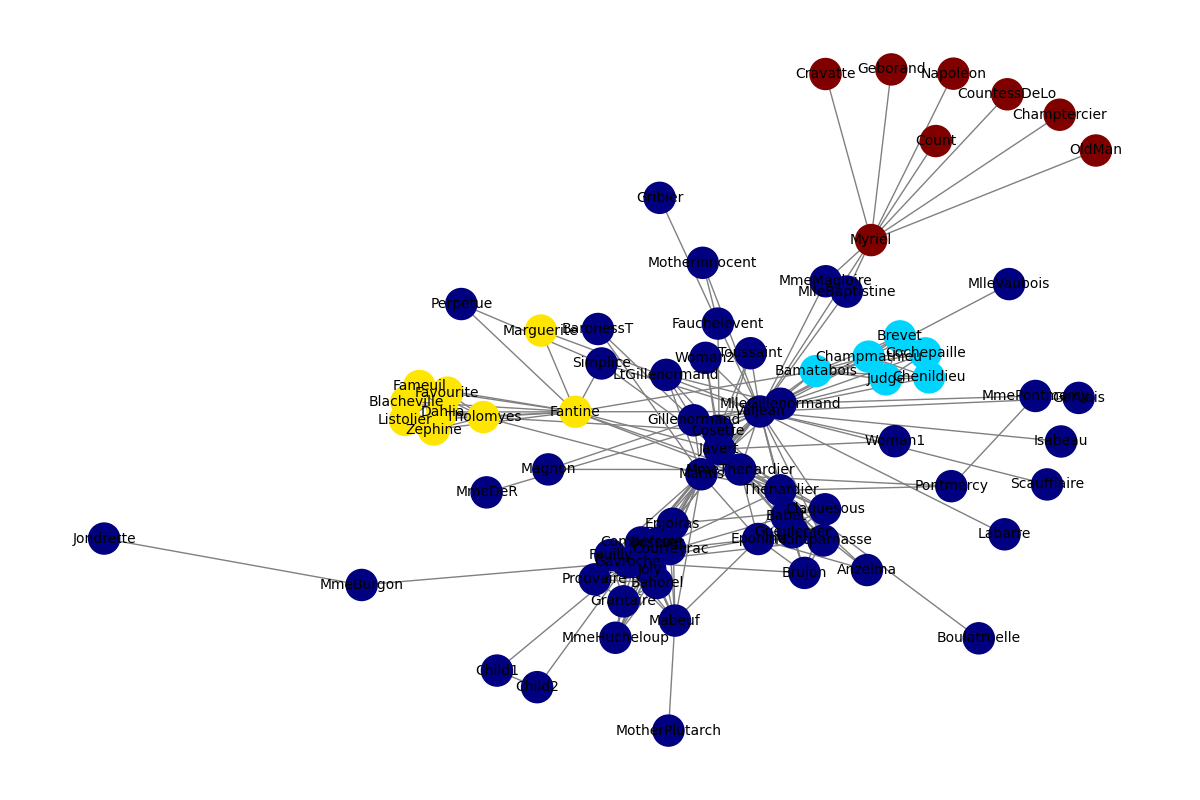 Cravatte
Geborand
Napoleon
CountessDeLo
Champtercier
Count
OldMan
Gribier
Myriel
MotherInnocent
MmeMagloire
MlleBaptistine
MlleVaubois
Perpetue
Marguerite
BaronessT
Fauchelevent
Brevet
Woman2
Toussaint
Champmathieu
Cochepaille
Simplice
LtGillenormand
Bamatabois
Judge
Chenildieu
Fameuil
Favourite
Blacheville
Dahlia
Tholomyes
Listolier
Zephine
Fantine
MlleGillenormand
Valjean
MmePontmercy
Gervais
Gillenormand
Cosette
Javert
Woman1
Isabeau
Magnon
Marius
MmeThenardier
MmeDeR
Thenardier
Pontmercy
Scaufflaire
Claquesous
Babet
Enjolras
Gueulemer
Labarre
Jondrette
Eponine
Montparnasse
Courfeyrac
Feuilly
Gavroche
Joly
Brujon
Anzelma
MmeBurgon
Prouvaire
Bahorel
Grantaire
Mabeuf
MmeHucheloup
Boulatruelle
Child1
Child2
MotherPlutarch